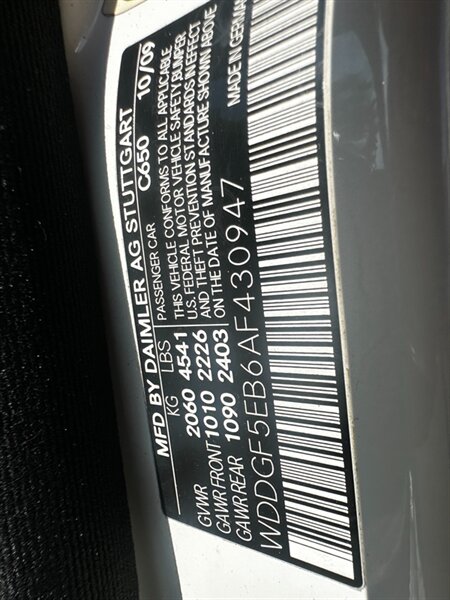 MFD BY DAIMLER AG STUTTGART
KG LBS PASSENGER CAR C650 10/09
GVWR 2060 4541 THIS VEHICLE CONFORMS TO ALL APPLICABLE
U.S. FEDERAL MOTOR VEHICLE SAFETY BUMPER
GAWR FRONT 1010 2226 AND THEFT PREVENTION STANDARDS IN EFFECT
GAWR REAR 1090 2403 ON THE DATE OF MANUFACTURE SHOWN ABOVE
WDDGF5EB6AF430947 MADE IN GERMANY